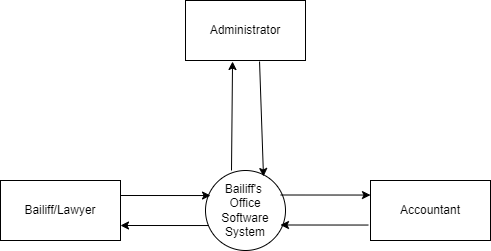 Administrator
Bailiff's
Office
Software
System
Bailiff/Lawyer
Accountant